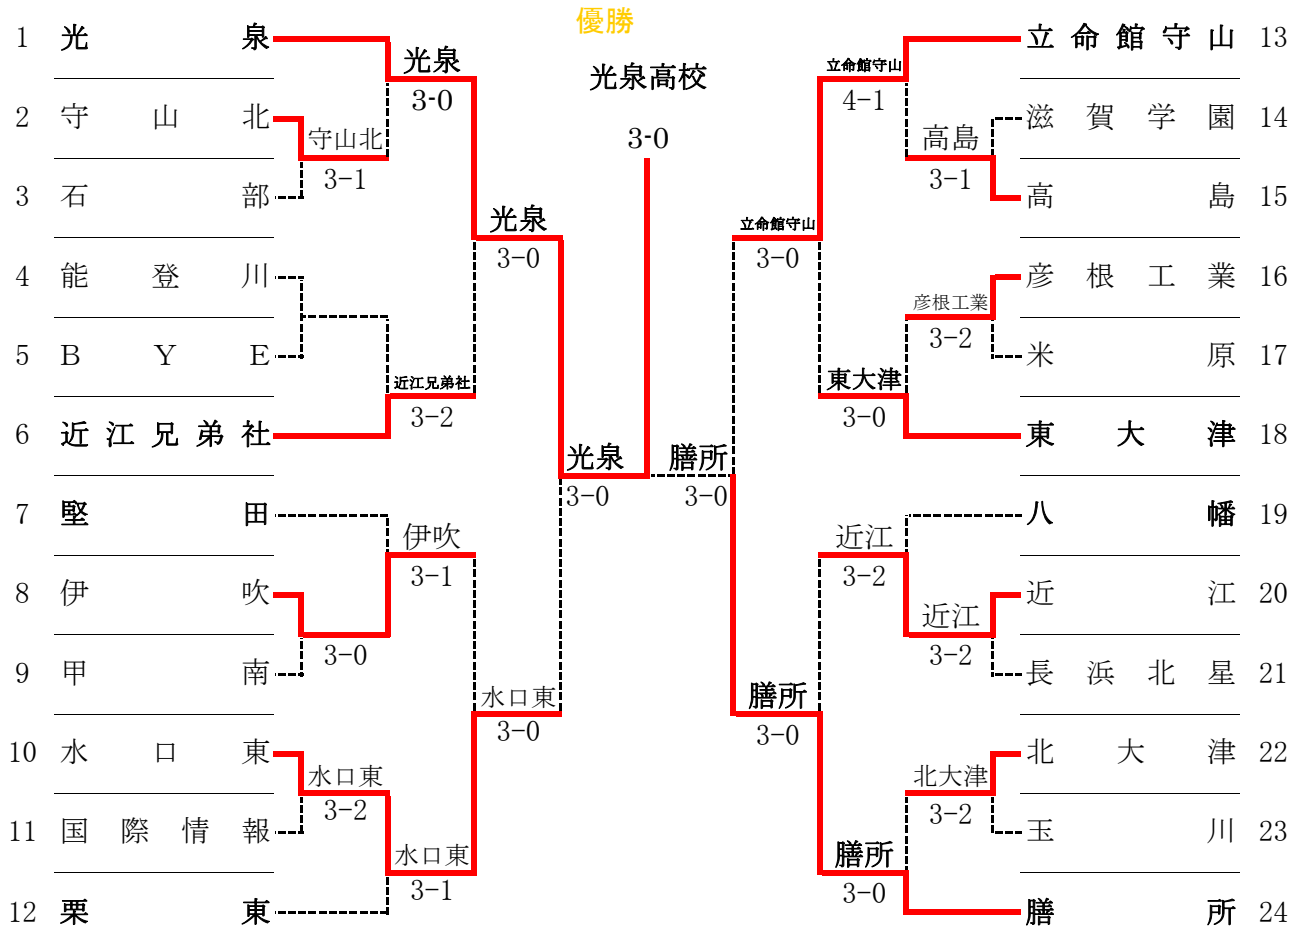 優勝
光泉高校
3-0
1 光泉
2 守山北
3 石部
4 能登川
5 BYE
6 近江兄弟社
7 堅田
8 伊吹
9 甲南
10 水口東
11 国際情報
12 栗東
守山北
3-1
3-0
水口東
3-2
光泉
3-0
近江兄弟社
3-2
伊吹
3-1
水口東
3-1
光泉
3-0
水口東
3-0
光泉
3-0
膳所
3-0
立命館守山
3-0
膳所
3-0
立命館守山
4-1
東大津
3-0
近江
3-2
膳所
3-0
高島
3-1
彦根工業
3-2
近江
3-2
北大津
3-2
立命館守山 13
滋賀学園 14
高島 15
彦根工業 16
米原 17
東大津 18
八幡 19
近江 20
長浜北星 21
北大津 22
玉川 23
膳所 24